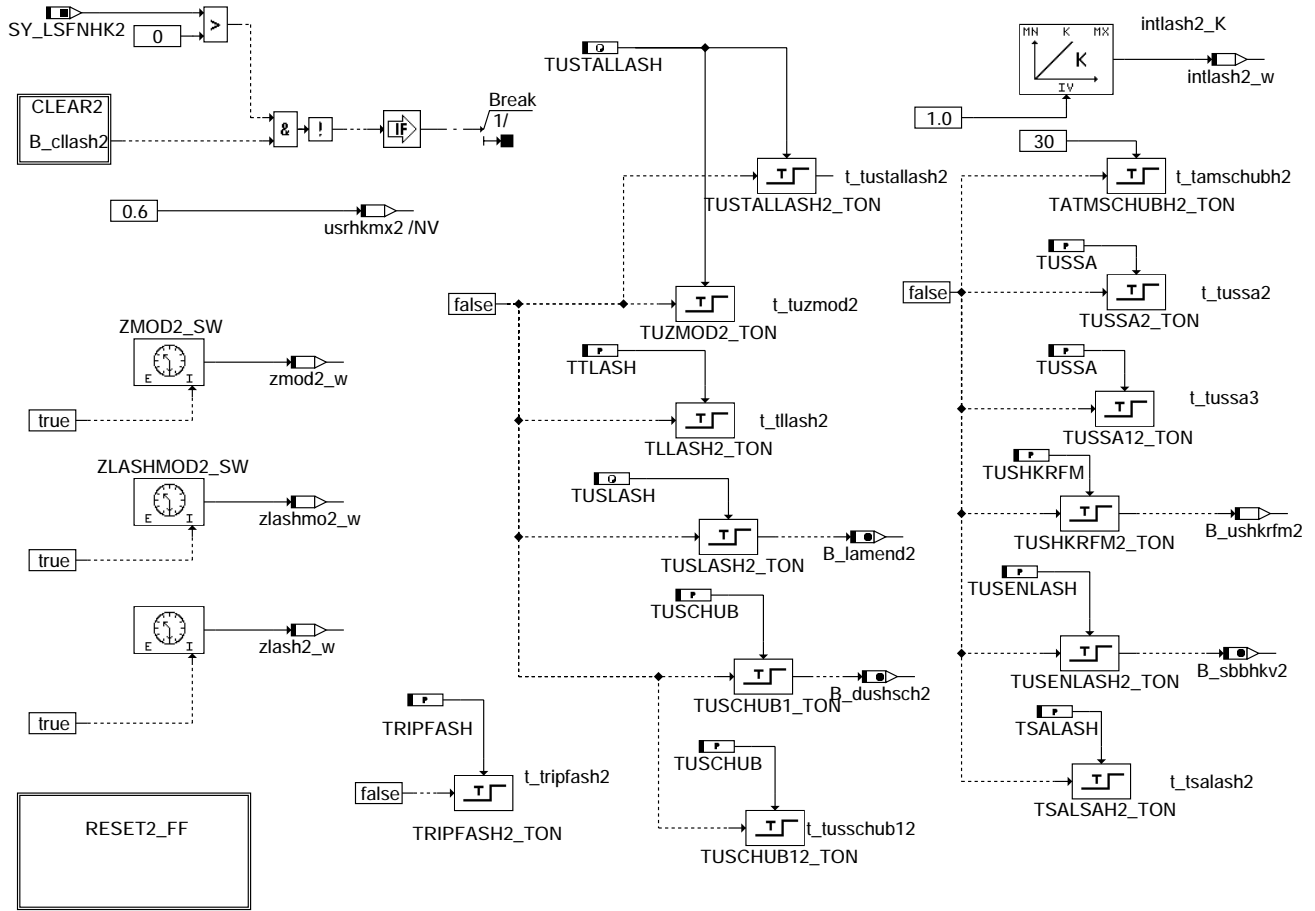 SY_LSFNHK2
0
>
CLEAR2
B_cllash2
&
!
IF
Break
1/
0.6
usrhkmx2 /NV
ZMOD2_SW
E I
zmod2_w
true
ZLASHMOD2_SW
E I
zlashmo2_w
true
E I
zlash2_w
true
RESET2_FF
Q
TUSTALLASH
T
t_tustallash2
TUSTALLASH2_TON
false
T
t_tuzmod2
TUZMOD2_TON
P
TTLASH
T
t_tllash2
TLLASH2_TON
Q
TUSLASH
T
TUSLASH2_TON
B_lamend2
P
TUSCHUB
T
TUSCHUB1_TON
B_dushsch2
P
TRIPFASH
false
T
t_tripfash2
TRIPFASH2_TON
P
TUSCHUB
T
t_tusschub12
TUSCHUB12_TON
intlash2_K
MN K MX
K
IV
intlash2_w
1.0
30
T
t_tamschubh2
TATMSCHUBH2_TON
P
TUSSA
false
T
t_tussa2
TUSSA2_TON
P
TUSSA
T
t_tussa3
TUSSA12_TON
P
TUSHKRFM
T
TUSHKRFM2_TON
B_ushkrfm2
P
TUSENLASH
T
TUSENLASH2_TON
B_sbbhkv2
P
TSALASH
T
t_tsalash2
TSALSAH2_TON